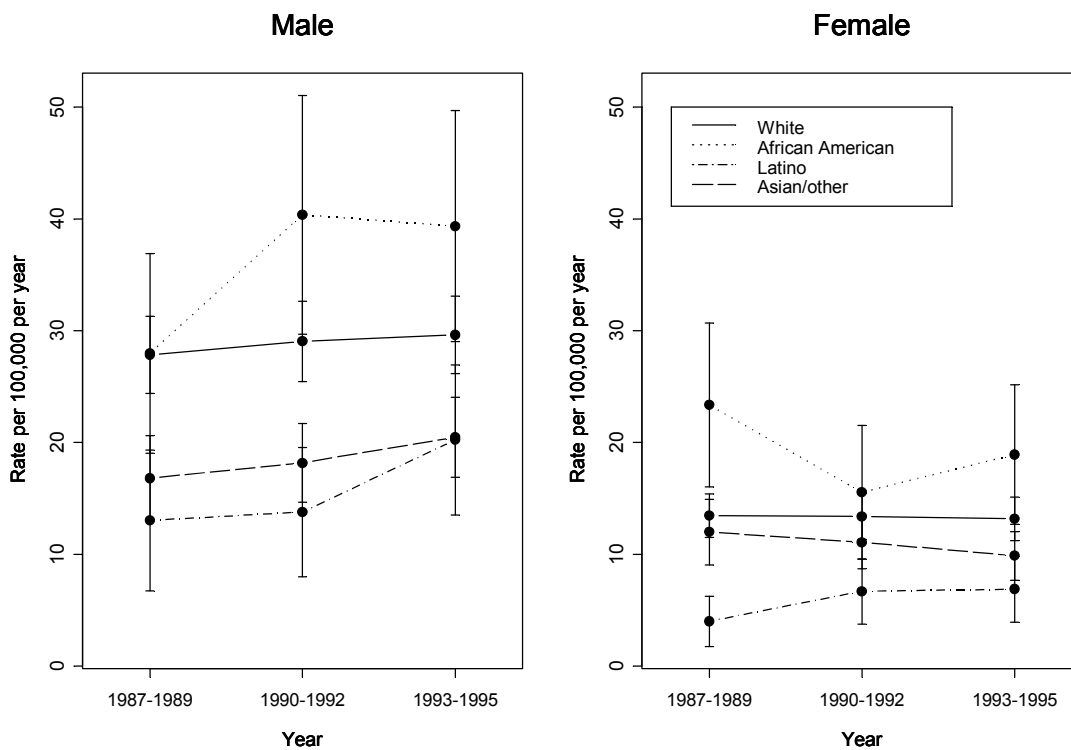 Male
Rate per 100,000 per year
50
40
30
20
10
0
1987-1989
1990-1992
1993-1995
Year
Female
Rate per 100,000 per year
50
40
30
20
10
0
White
African American
Latino
Asian/other
1987-1989
1990-1992
1993-1995
Year